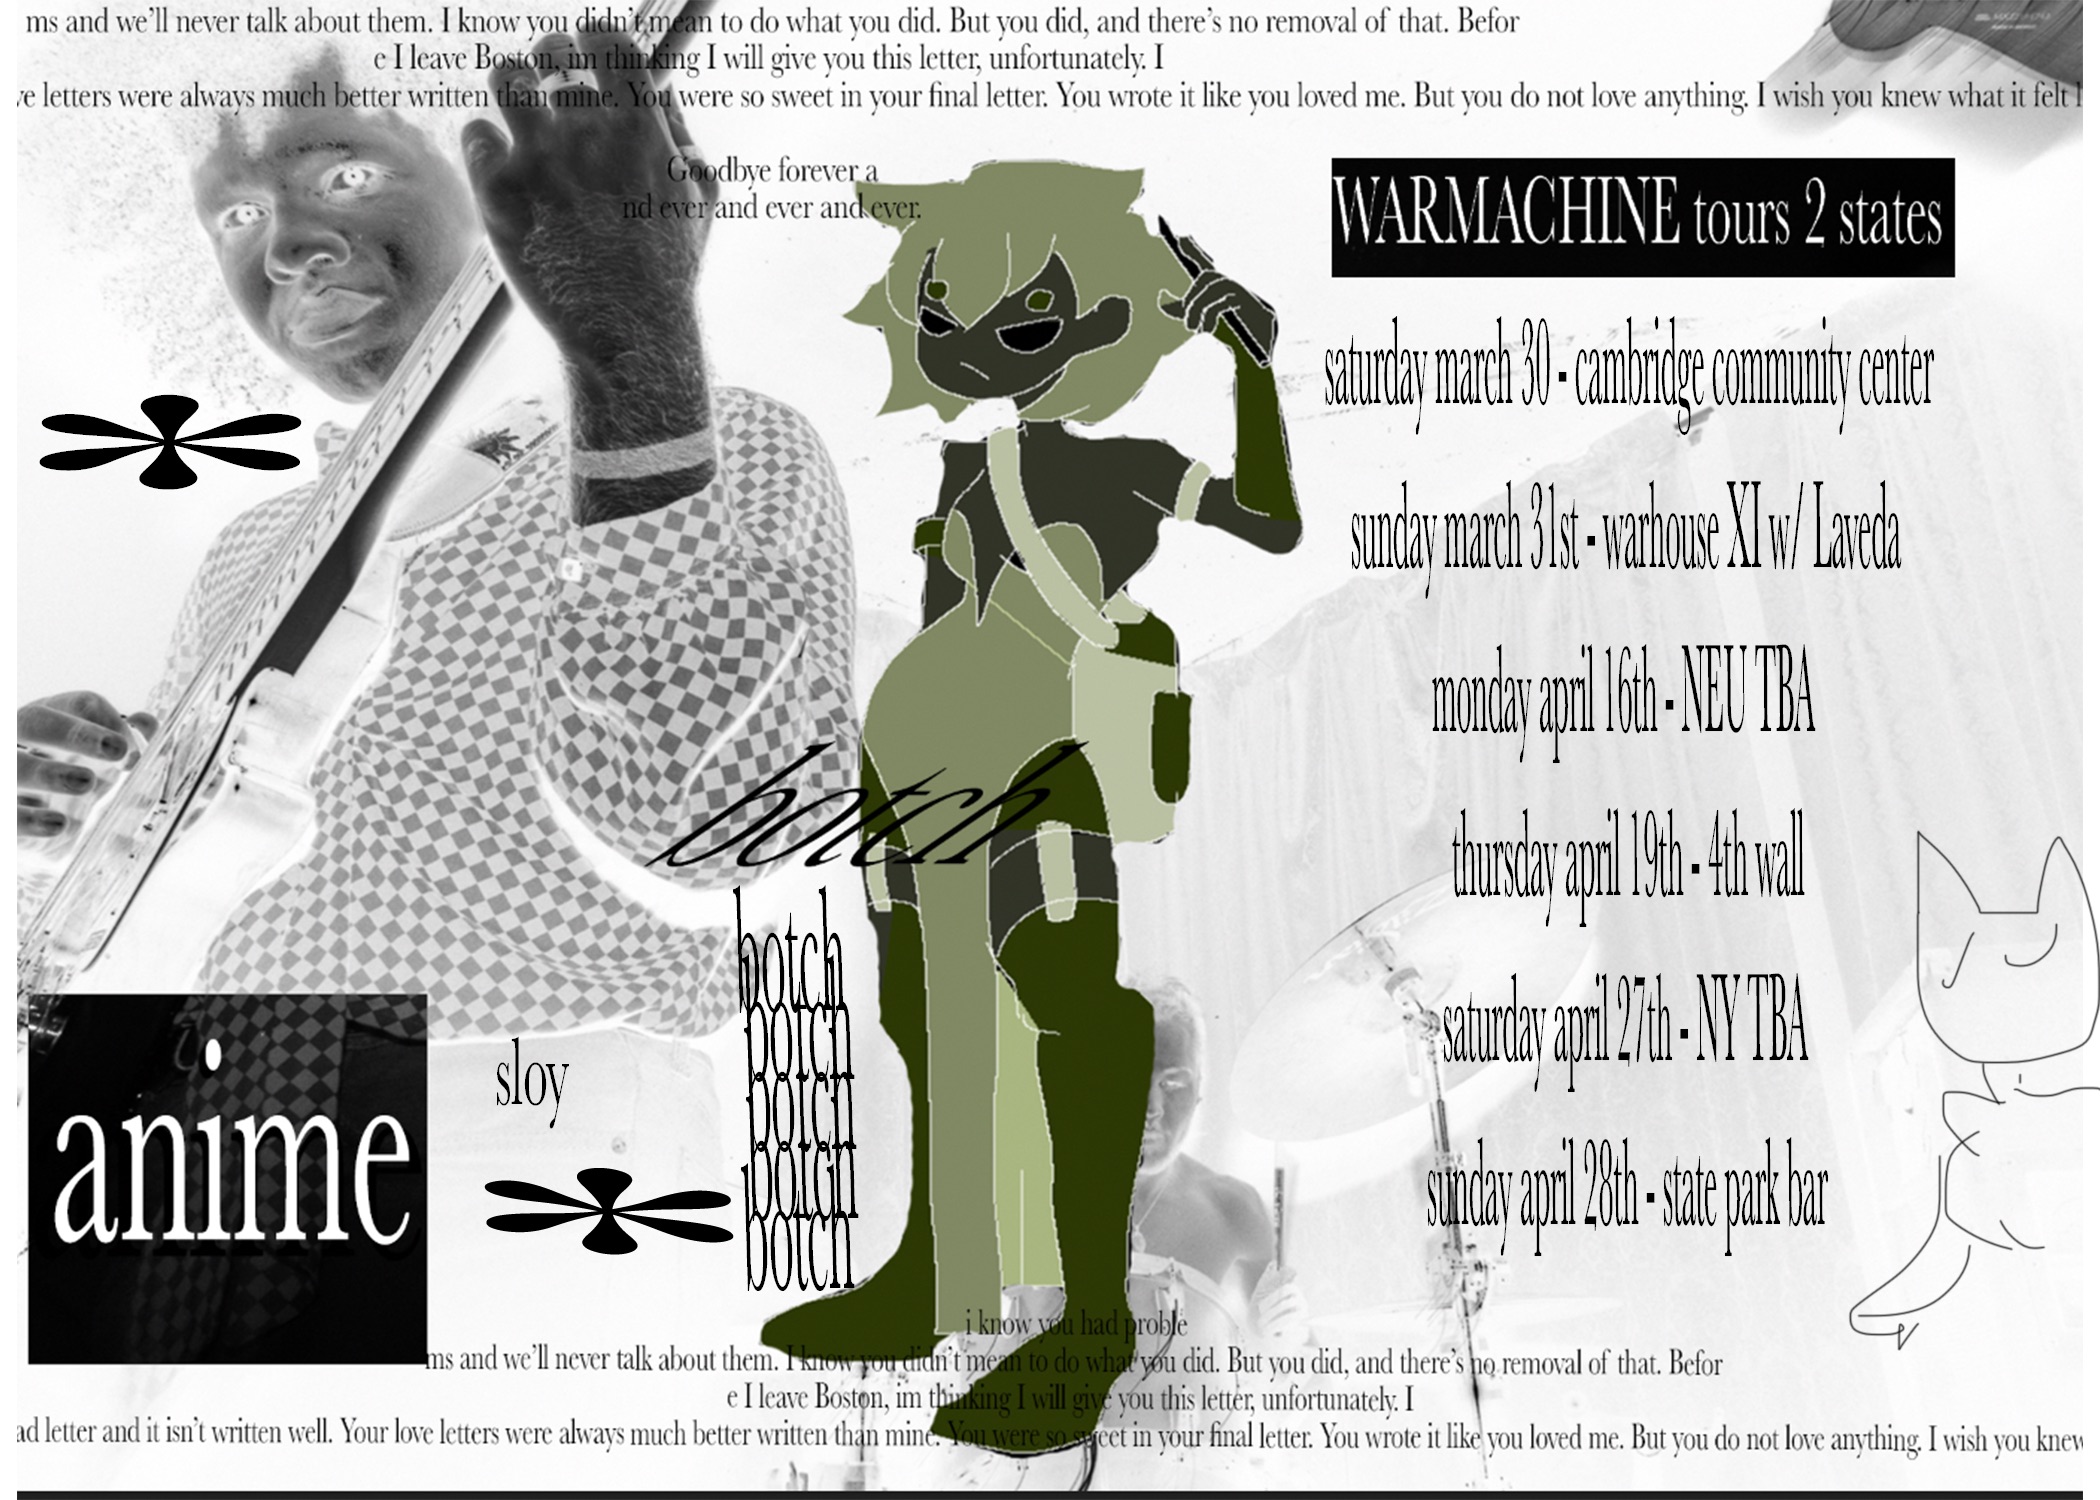 ms and we'll never talk about them. I know you didn't mean to do what you did. But you did, and there's no removal of that. Befor
e I leave Boston, im thinking I will give you this letter, unfortunately. I
ve letters were always much better written than mine. You were so sweet in your final letter. You wrote it like you loved me. But you do not love anything. I wish you knew what it felt l
Goodbye forever a
nd ever and ever and ever.
WARMACHINE tours 2 states
saturday march 30 - cambridge community center
sunday march 31st - warhouse XI w/ Laveda
monday april 16th - NEU TBA
thursday april 19th - 4th wall
saturday april 27th - NY TBA
sunday april 28th - state park bar
botch
botch
botch
botch
botch
botch
sloy
anime
i know you had proble
ms and we'll never talk about them. I know you didn't mean to do what you did. But you did, and there's no removal of that. Befor
e I leave Boston, im thinking I will give you this letter, unfortunately. I
ad letter and it isn't written well. Your love letters were always much better written than mine. You were so sweet in your final letter. You wrote it like you loved me. But you do not love anything. I wish you knew